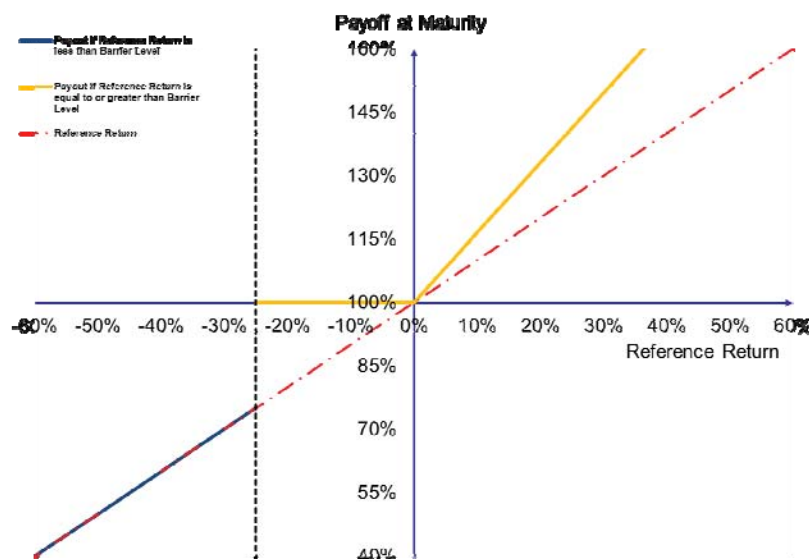 Payoff at Maturity
Payout if Reference Return is
less than Barrier Level
Payout if Reference Return is
equal to or greater than Barrier
Level
Reference Return
160%
145%
130%
115%
100%
-60% -50% -40% -30% -20% -10% 0% 10% 20% 30% 40% 50% 60%
Reference Return
85%
70%
55%
40%